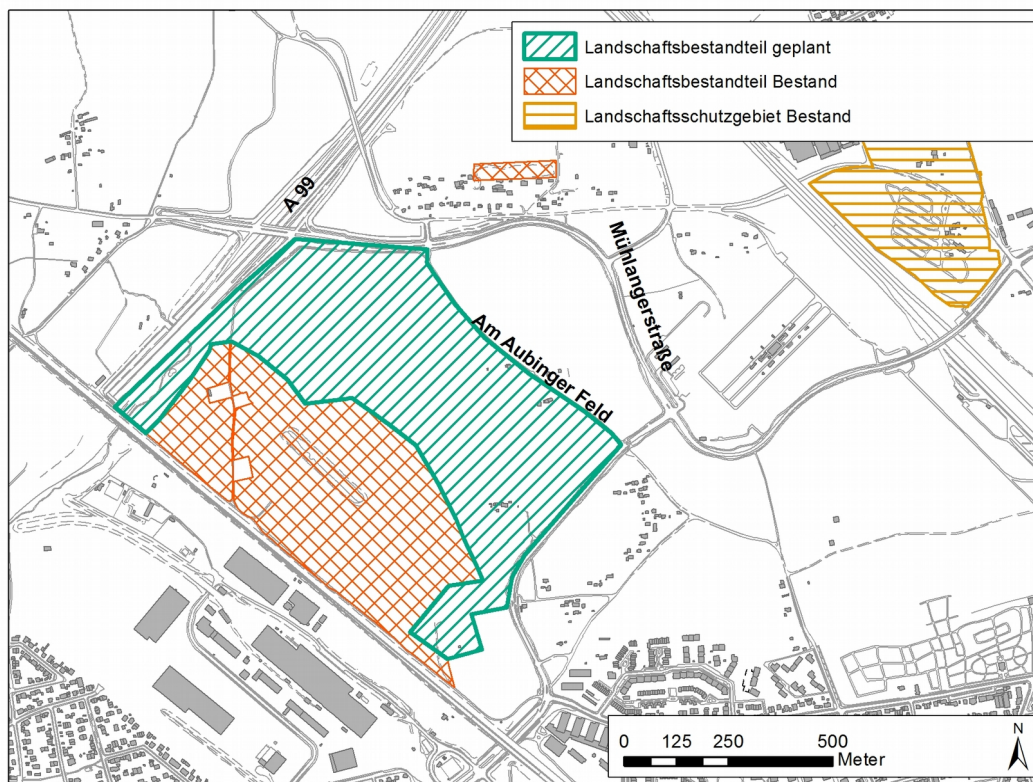 Landschaftsbestandteil geplant
Landschaftsbestandteil Bestand
Landschaftsschutzgebiet Bestand
A 99
Mühlangerstraße
Am Aubinger Feld
0 125 250 500
Meter
N